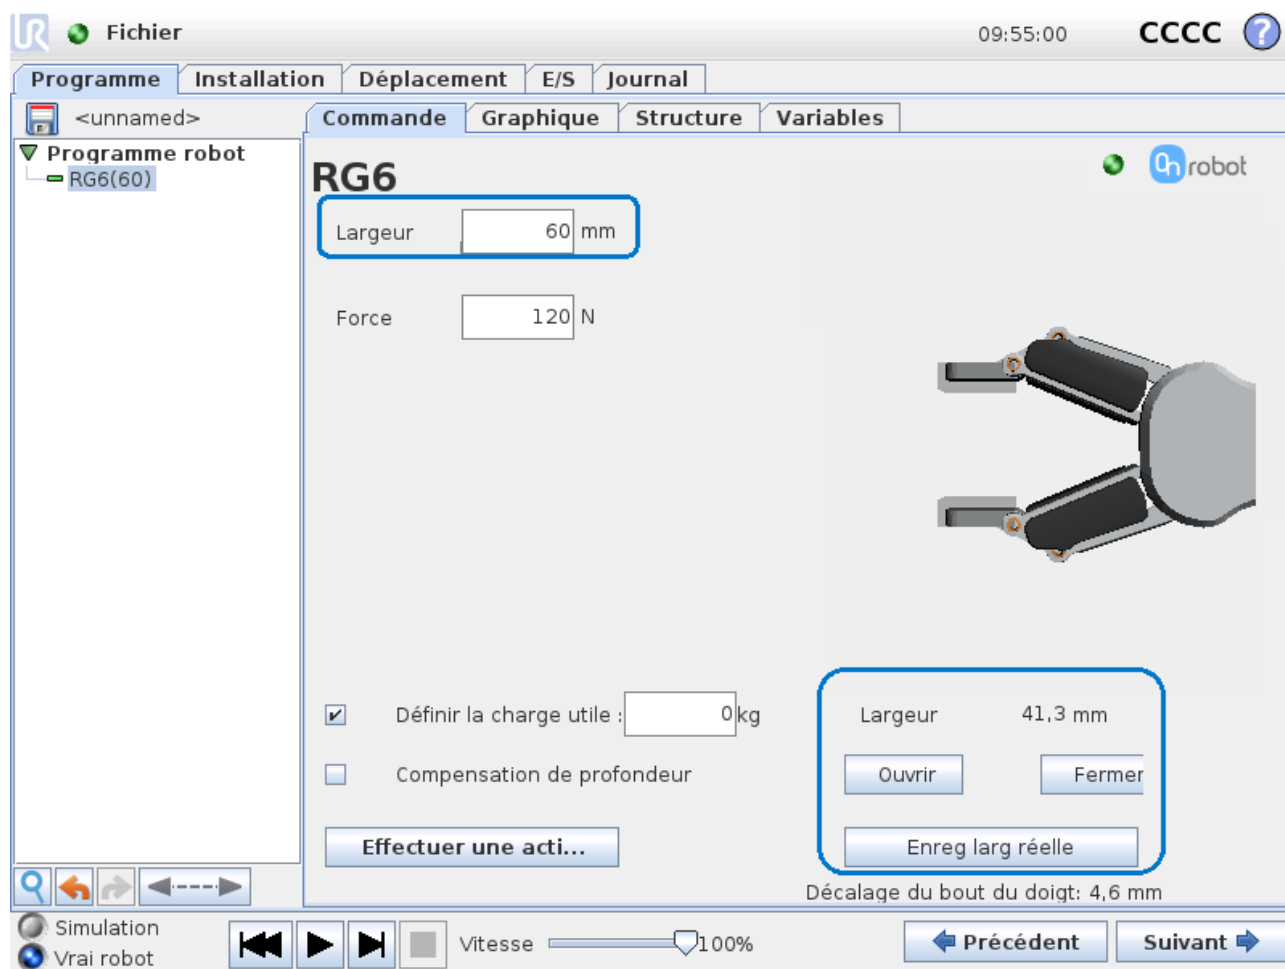 UR Fichier 09:55:00 CCCC ?
Programme Installation Déplacement E/S Journal
<unnamed> Commande Graphique Structure Variables
Programme robot
RG6(60)
RG6
On robot
Largeur 60 mm
Force 120 N
Définir la charge utile : 0 kg
Largeur 41,3 mm
Compensation de profondeur
Ouvrir Fermer
Effectuer une acti...
Enreg larg réelle
Décalage du bout du doigt: 4,6 mm
Simulation
Vrai robot
Vitesse 100%
Précédent Suivant